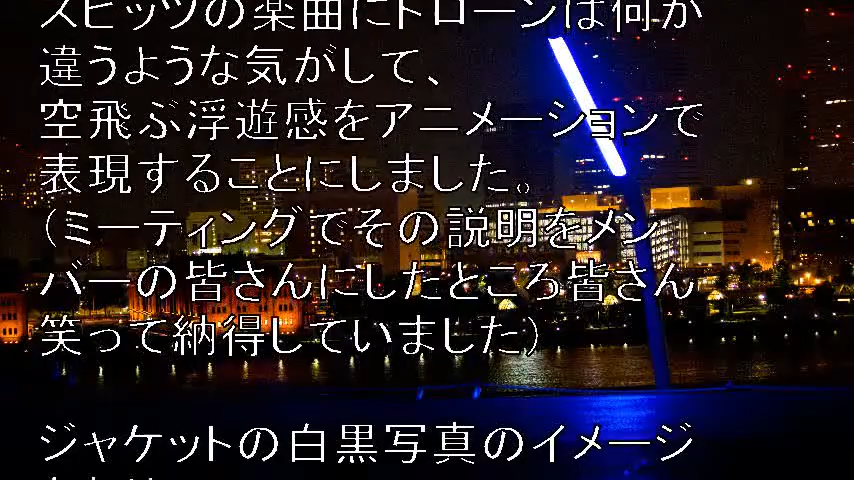 スピッツの楽曲にドローンは何か
違うような気がして、
空飛ぶ浮遊感をアニメーションで
表現することにしました。
(ミーティングでその説明をメン
バーの皆さんにしたところ皆さん
笑って納得していました)
ジャケットの白黒写真のイメージ